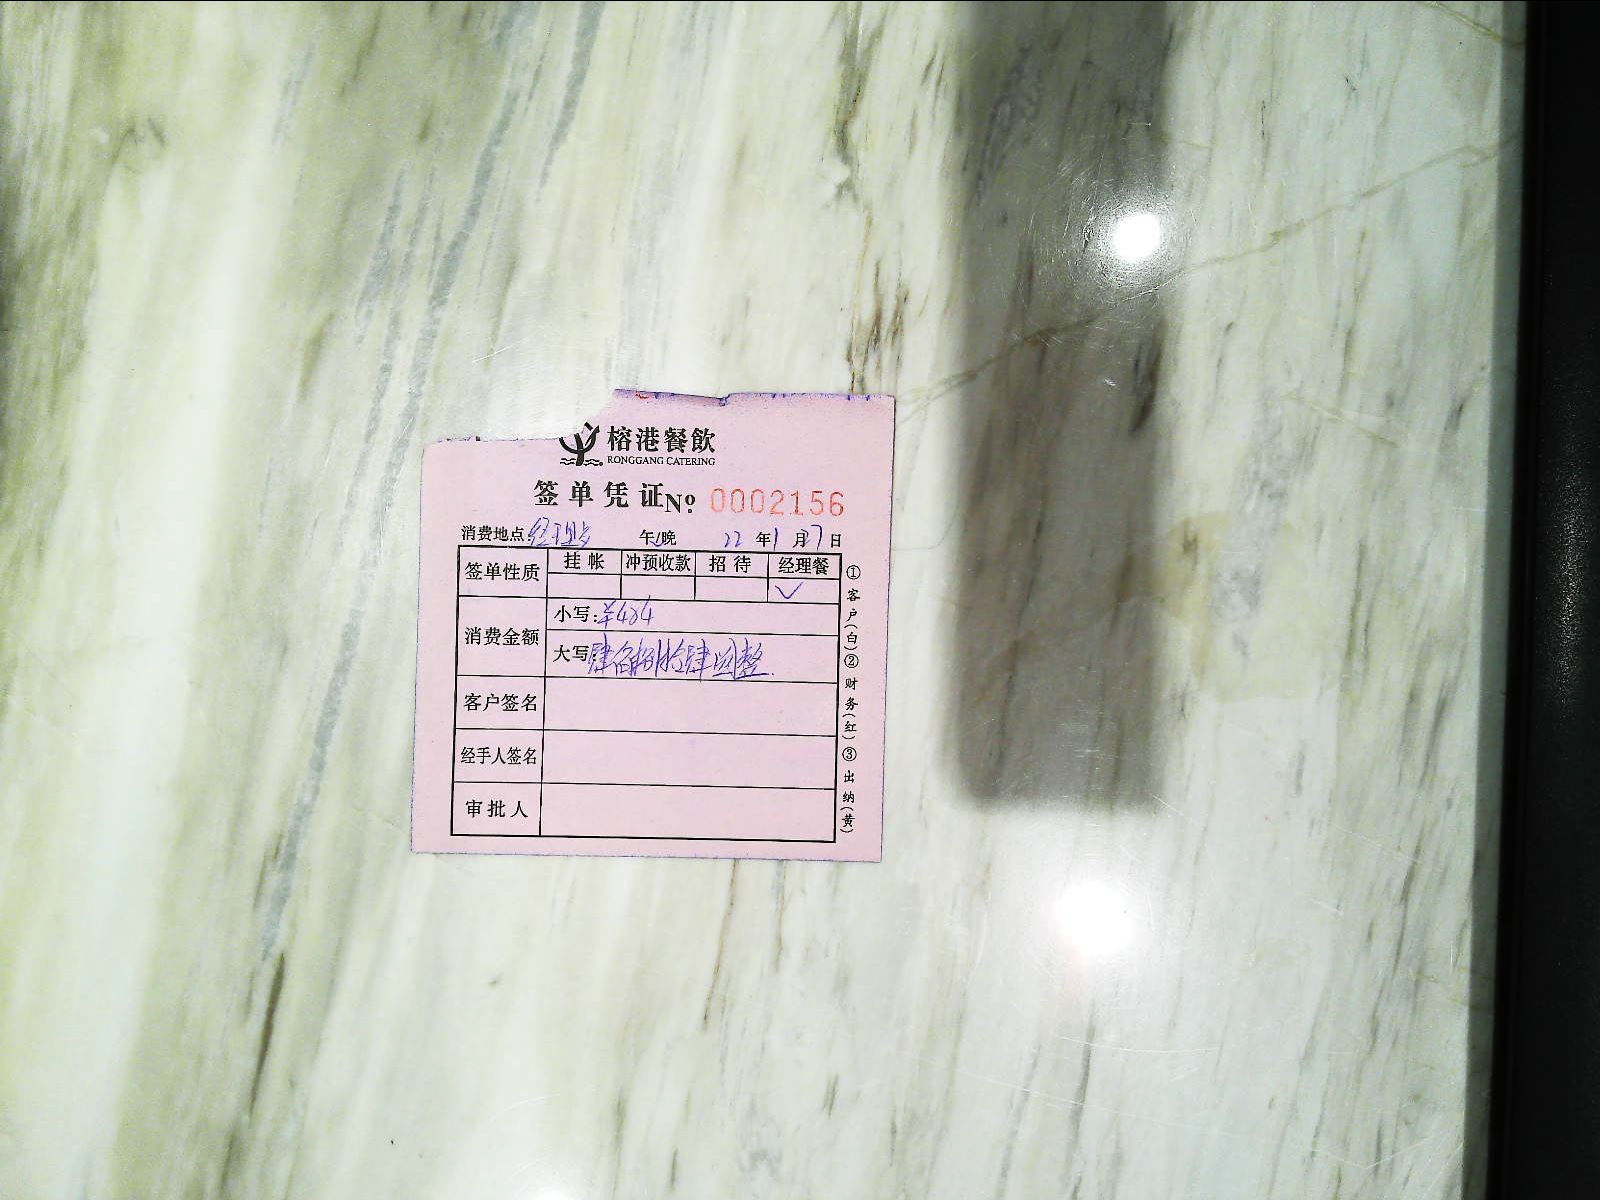 榕港餐飲
RONGGANG CATERING
签单凭证 No. 0002156
消费地点: 午/晚 22年1月7日
签单性质 挂帐 冲预收款 招待 经理餐
✓
消费金额 小写:¥484
大写:肆佰捌拾肆圆整
客户签名
经手人签名
审批人
①客户(白)②财务(红)③出纳(黄)